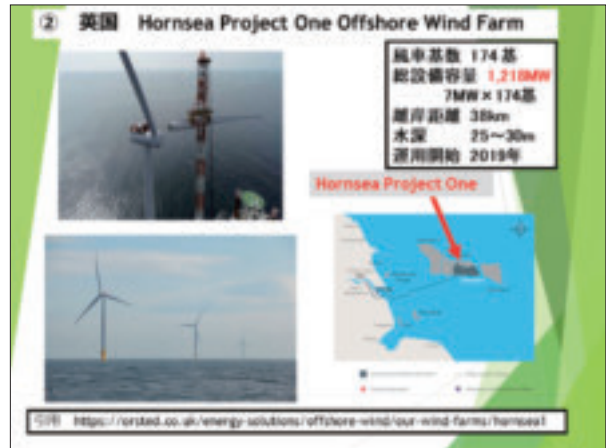 ② 英国 Hornsea Project One Offshore Wind Farm
風車基数 174基
総設備容量 1,218MW
7MW×174基
離岸距離 38km
水深 25～30m
運用開始 2019年
Hornsea Project One
引用 https://orsted.co.uk/energy-solutions/offshore-wind/our-wind-farms/hornsea1